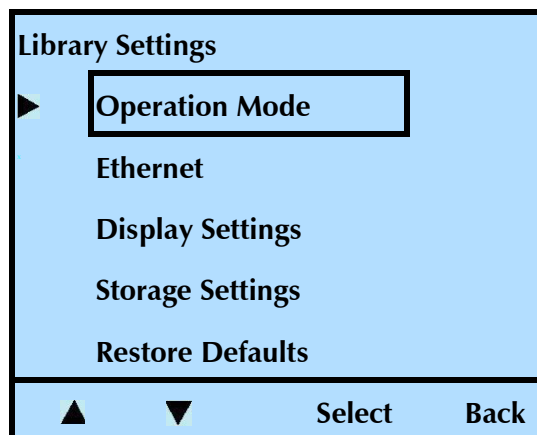 Library Settings
Operation Mode
Ethernet
Display Settings
Storage Settings
Restore Defaults
Select Back